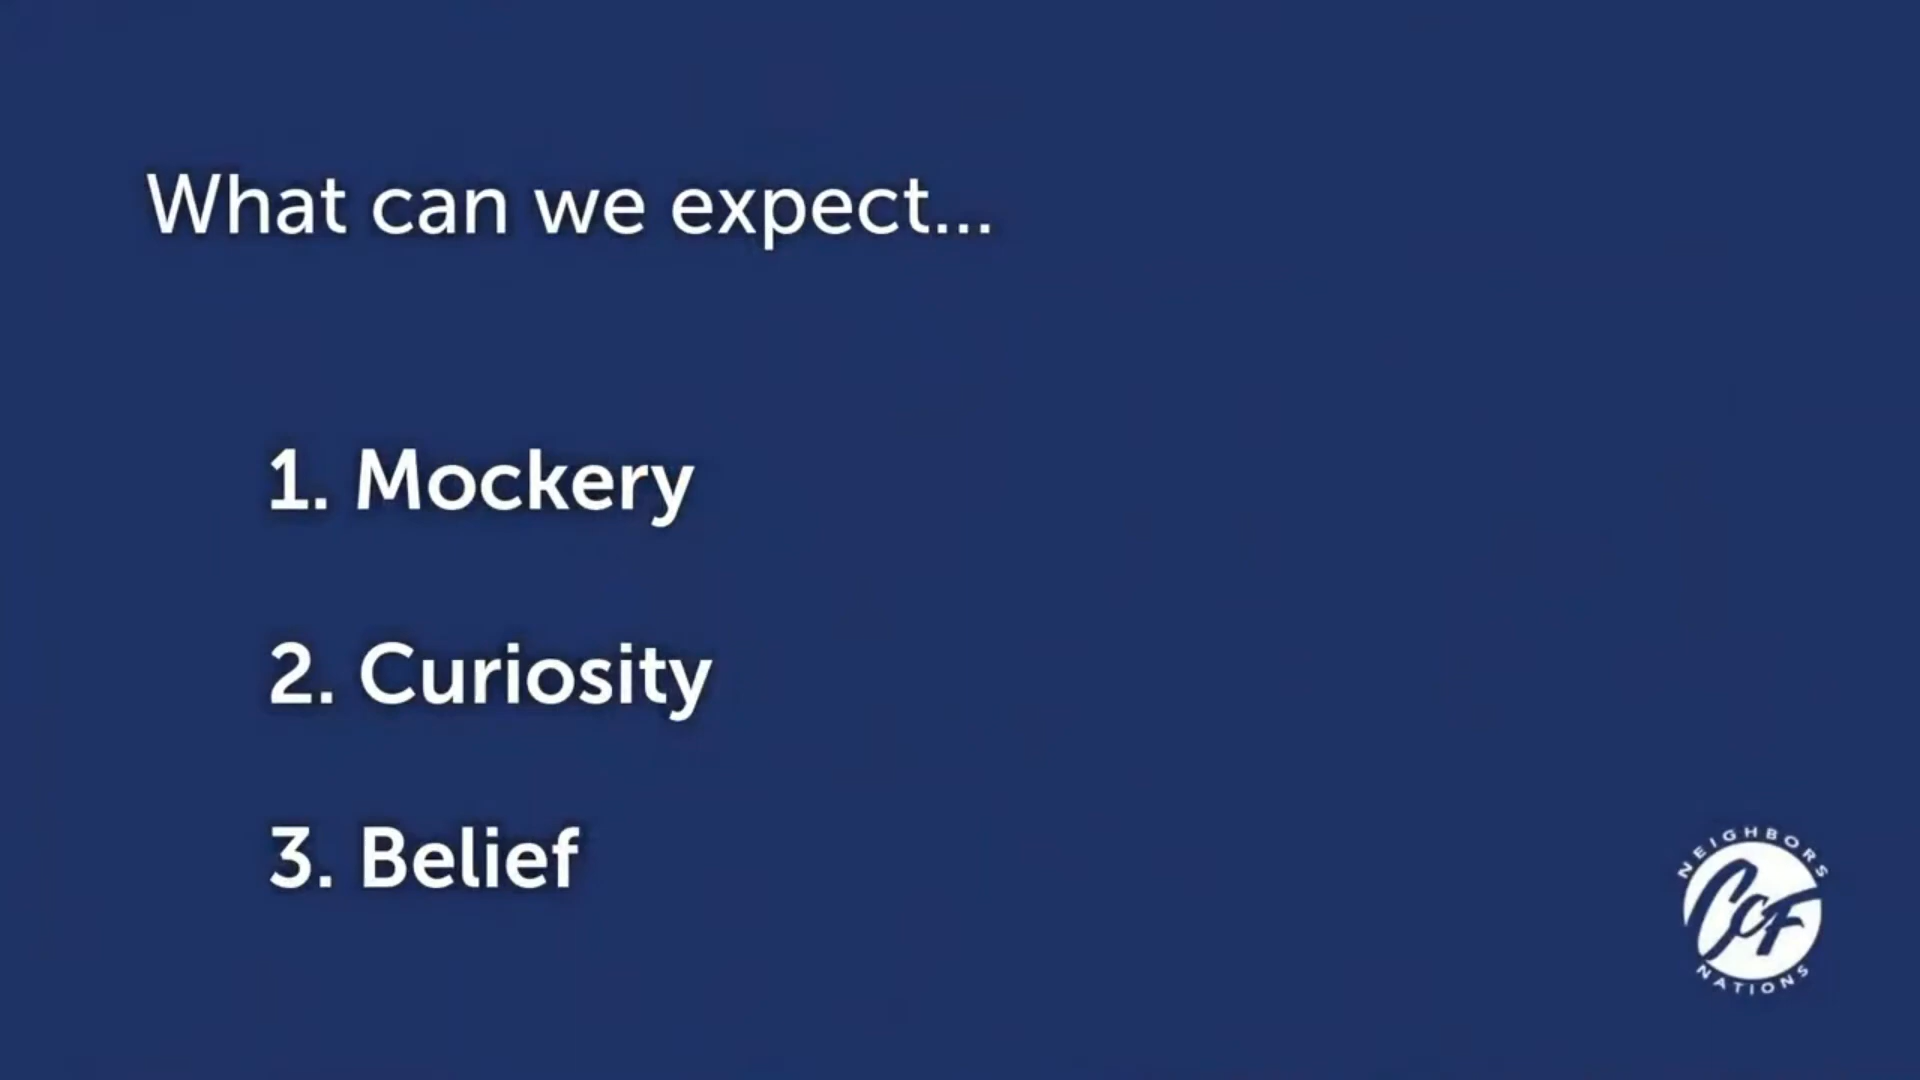 What can we expect...
1. Mockery
2. Curiosity
3. Belief
NEIGHBORS
CCF
NATIONS